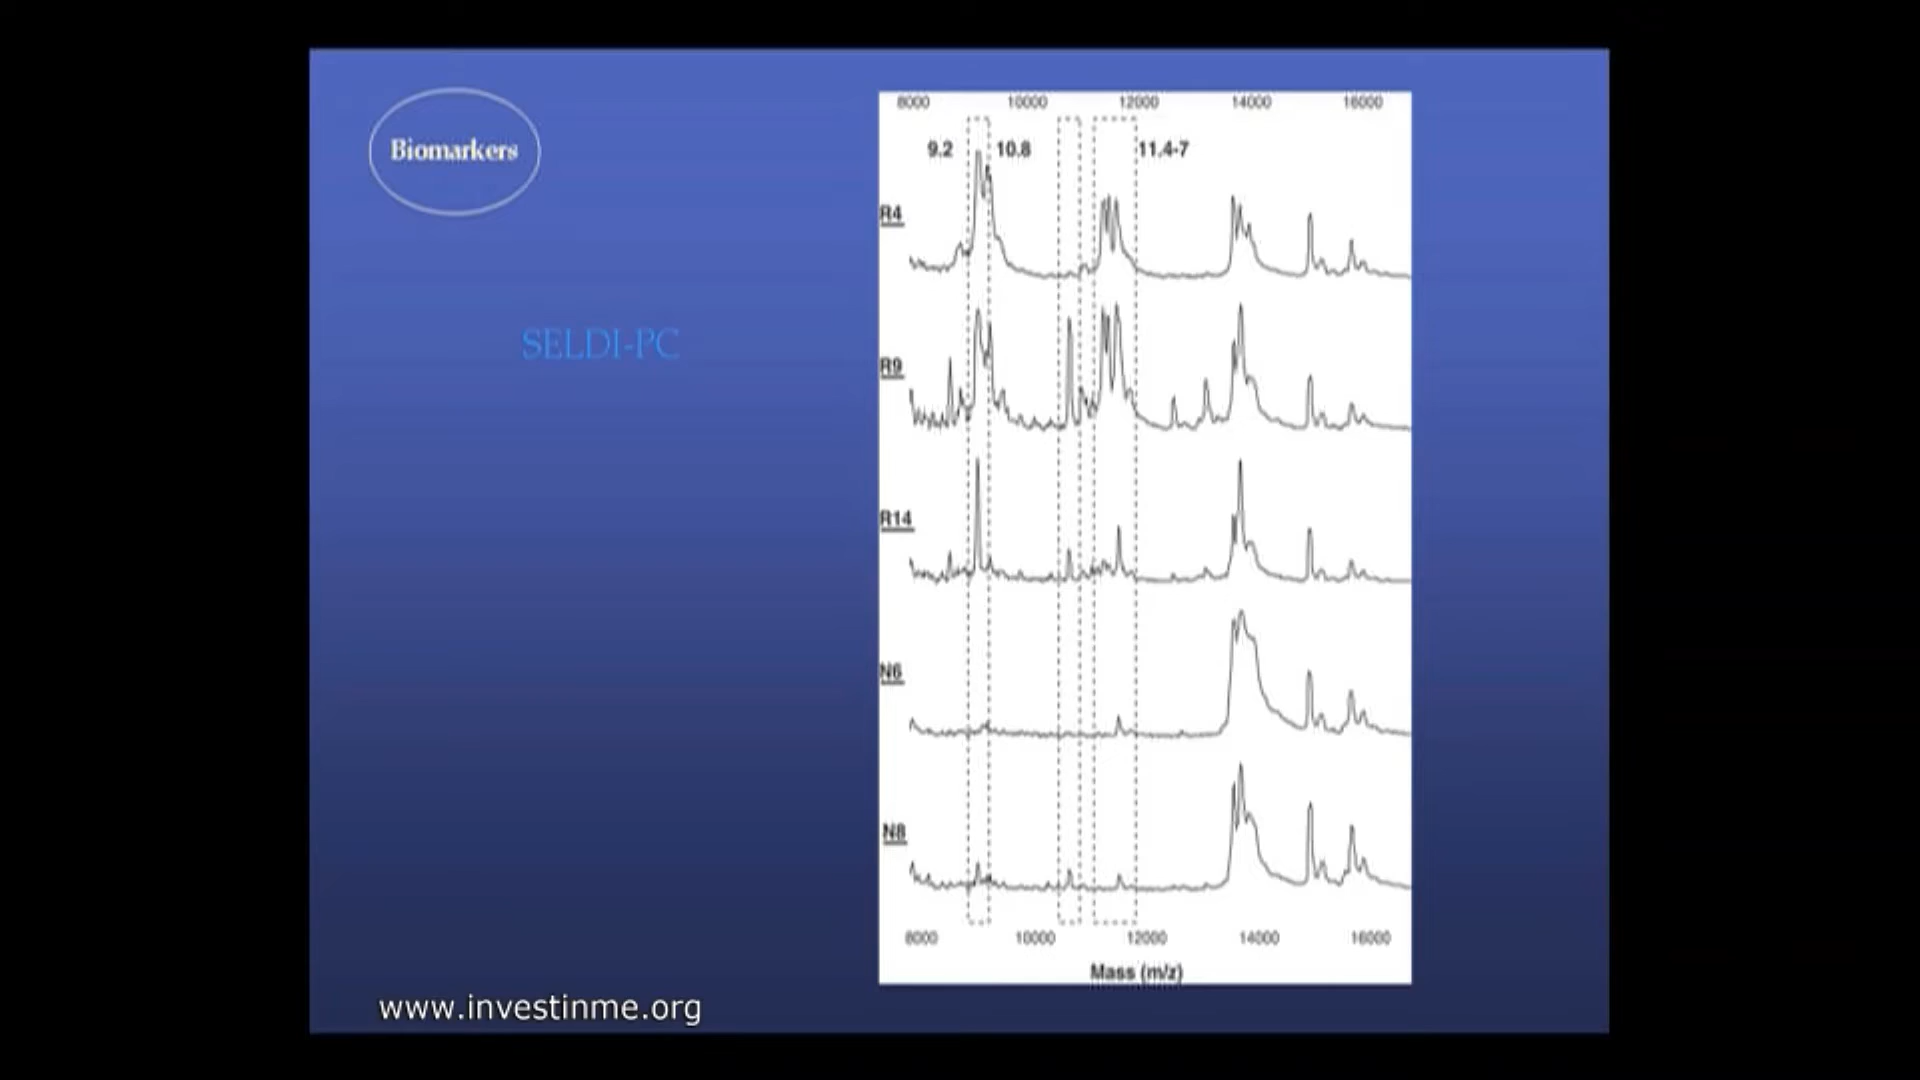 Biomarkers
SELDI-PC
8000 10000 12000 14000 16000
9.2 10.8 11.4-7
R4
R9
R14
N6
N8
8000 10000 12000 14000 16000
Mass (m/z)
www.investinme.org